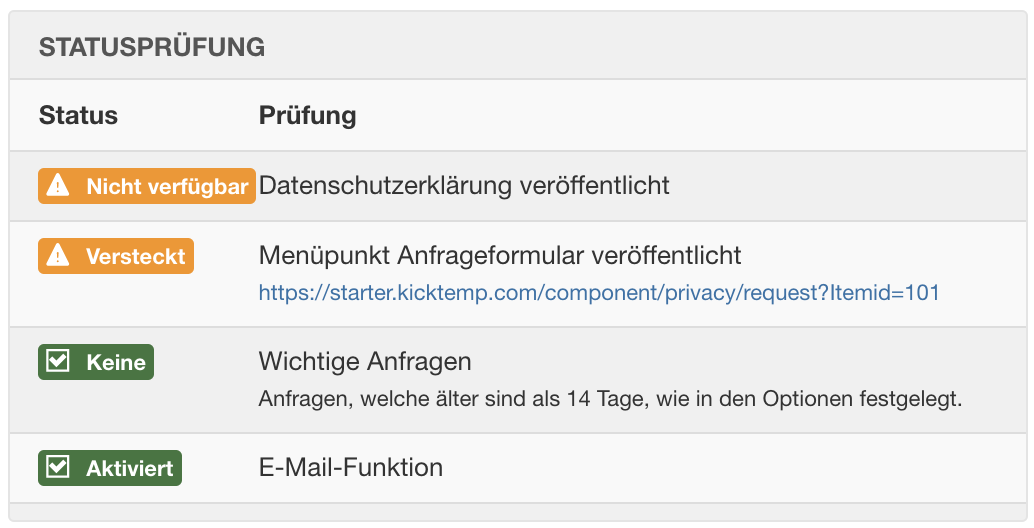 STATUSPRÜFUNG
Status Prüfung
Nicht verfügbar Datenschutzerklärung veröffentlicht
Versteckt Menüpunkt Anfrageformular veröffentlicht
https://starter.kicktemp.com/component/privacy/request?Itemid=101
Keine Wichtige Anfragen
Anfragen, welche älter sind als 14 Tage, wie in den Optionen festgelegt.
Aktiviert E-Mail-Funktion